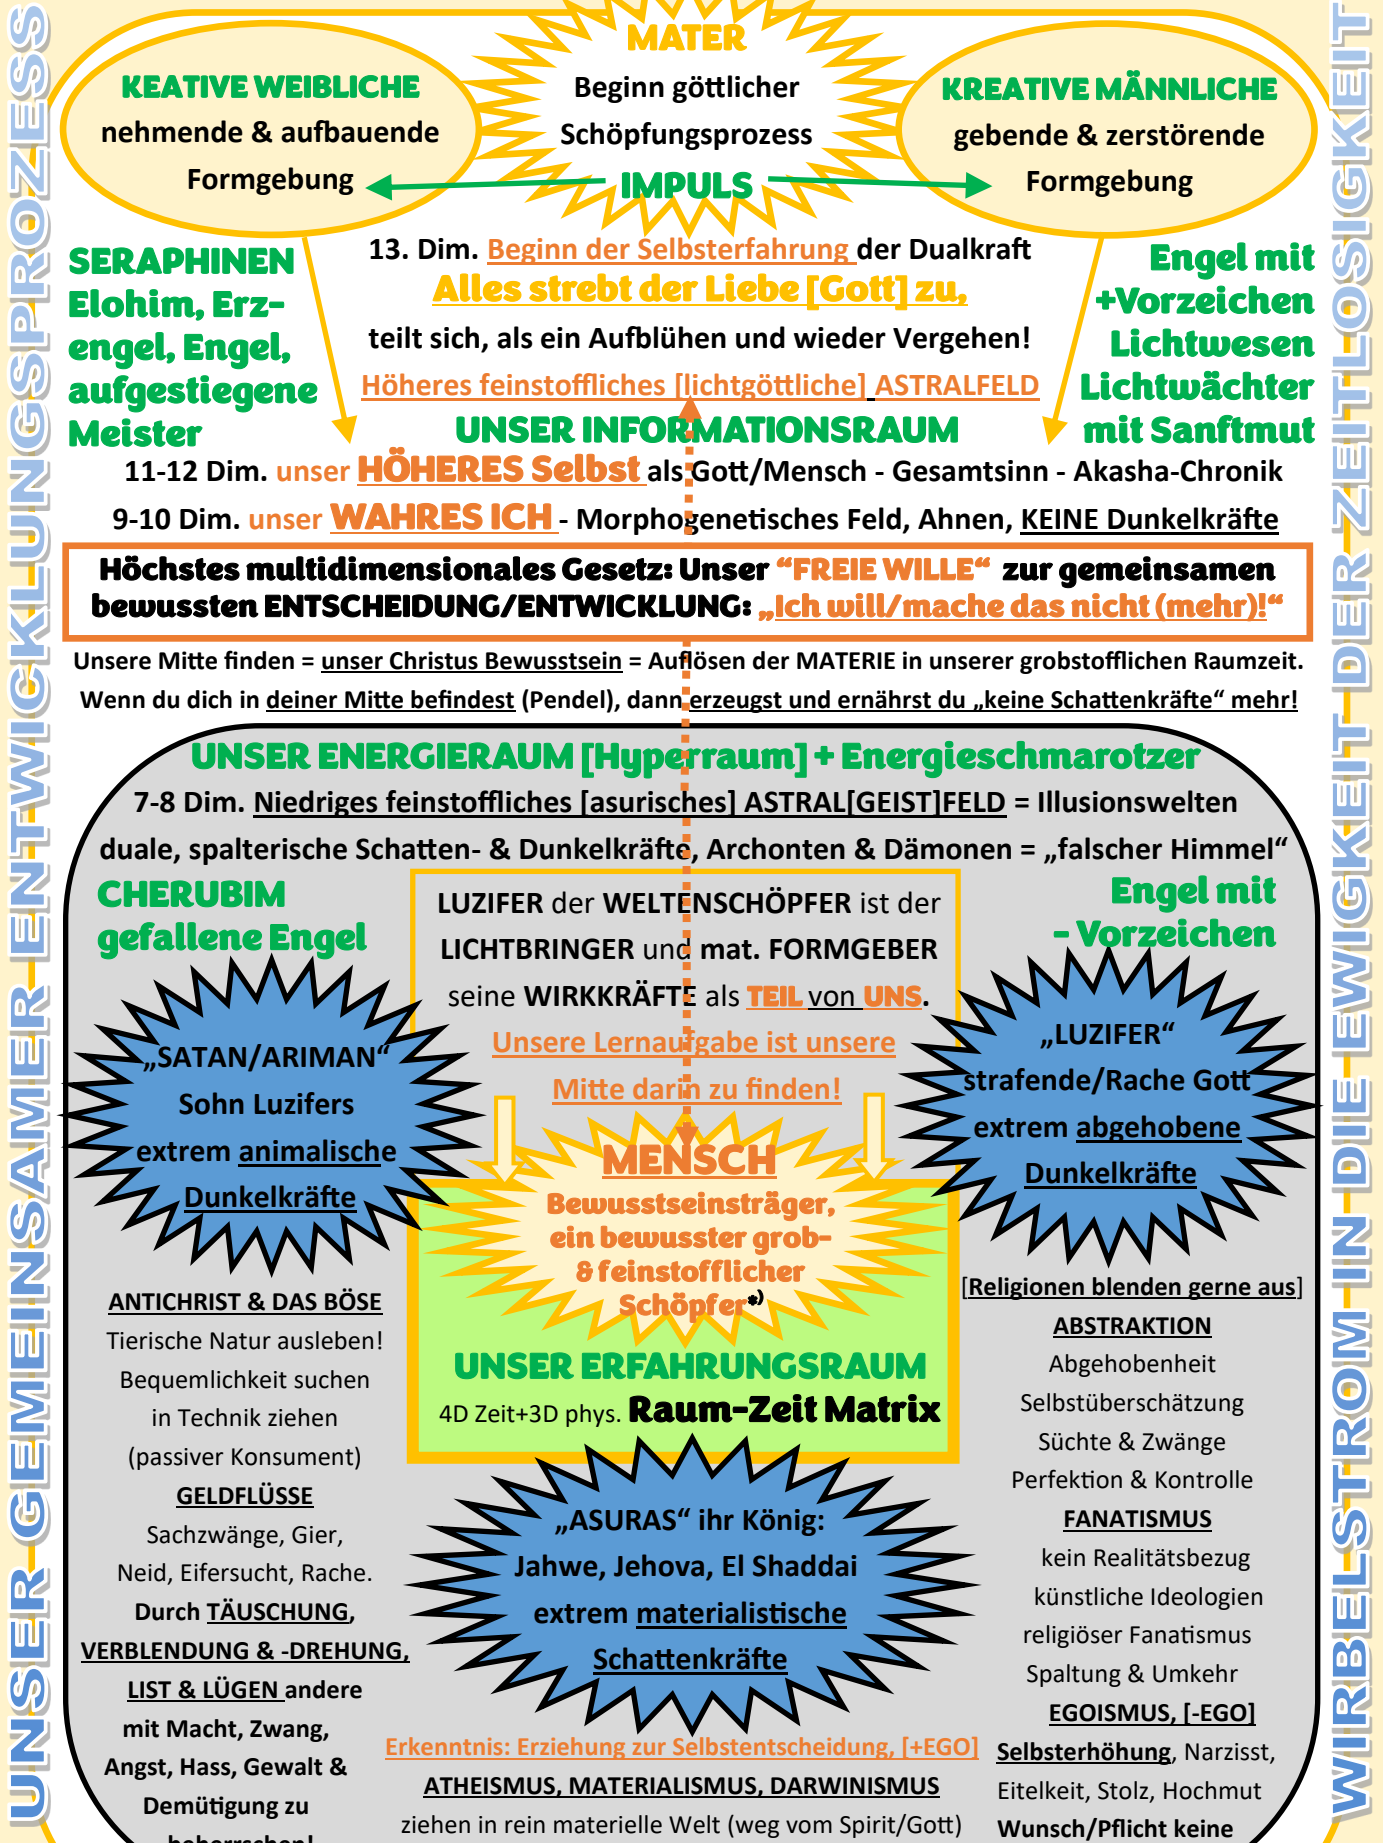 UNSER GEMEINSAMER ENTWICKLUNGSPROZESS
MATER
Beginn göttlicher
Schöpfungsprozess
IMPULS
KEATIVE WEIBLICHE
nehmende & aufbauende
Formgebung
KREATIVE MÄNNLICHE
gebende & zerstörende
Formgebung
SERAPHINEN
Elohim, Erz-
engel, Engel,
aufgestiegene
Meister
13. Dim. Beginn der Selbsterfahrung der Dualkraft
Alles strebt der Liebe [Gott] zu,
teilt sich, als ein Aufblühen und wieder Vergehen!
Höheres feinstoffliches [lichtgöttliche] ASTRALFELD
UNSER INFORMATIONSRAUM
Engel mit
+Vorzeichen
Lichtwesen
Lichtwächter
mit Sanftmut
11-12 Dim. unser HÖHERES Selbst als Gott/Mensch - Gesamtsinn - Akasha-Chronik
9-10 Dim. unser WAHRES ICH - Morphogenetisches Feld, Ahnen, KEINE Dunkelkräfte
Höchstes multidimensionales Gesetz: Unser “FREIE WILLE“ zur gemeinsamen
bewussten ENTSCHEIDUNG/ENTWICKLUNG: „Ich will/mache das nicht (mehr)!“
Unsere Mitte finden = unser Christus Bewusstsein = Auflösen der MATERIE in unserer grobstofflichen Raumzeit.
Wenn du dich in deiner Mitte befindest (Pendel), dann erzeugst und ernährst du „keine Schattenkräfte“ mehr!
UNSER ENERGIERAUM [Hyperraum] + Energieschmarotzer
7-8 Dim. Niedriges feinstoffliches [asurisches] ASTRAL[GEIST]FELD = Illusionswelten
duale, spalterische Schatten- & Dunkelkräfte, Archonten & Dämonen = „falscher Himmel“
CHERUBIM
gefallene Engel
LUZIFER der WELTENSCHÖPFER ist der
LICHTBRINGER und mat. FORMGEBER
seine WIRKKRÄFTE als TEIL von UNS.
Unsere Lernaufgabe ist unsere
Mitte darin zu finden!
Engel mit
- Vorzeichen
„SATAN/ARIMAN“
Sohn Luzifers
extrem animalische
Dunkelkräfte
„LUZIFER“
strafende/Rache Gott
extrem abgehobene
Dunkelkräfte
MENSCH
Bewusstseinsträger,
ein bewusster grob-
& feinstofflicher
Schöpfer*)
UNSER ERFAHRUNGSRAUM
4D Zeit+3D phys. Raum-Zeit Matrix
ANTICHRIST & DAS BÖSE
Tierische Natur ausleben!
Bequemlichkeit suchen
in Technik ziehen
(passiver Konsument)
GELDFLÜSSE
Sachzwänge, Gier,
Neid, Eifersucht, Rache.
Durch TÄUSCHUNG,
VERBLENDUNG & -DREHUNG,
LIST & LÜGEN andere
mit Macht, Zwang,
Angst, Hass, Gewalt &
Demütigung zu
beherrschen!
„ASURAS“ ihr König:
Jahwe, Jehova, El Shaddai
extrem materialistische
Schattenkräfte
Erkenntnis: Erziehung zur Selbstentscheidung, [+EGO]
ATHEISMUS, MATERIALISMUS, DARWINISMUS
ziehen in rein materielle Welt (weg vom Spirit/Gott)
[Religionen blenden gerne aus]
ABSTRAKTION
Abgehobenheit
Selbstüberschätzung
Süchte & Zwänge
Perfektion & Kontrolle
FANATISMUS
kein Realitätsbezug
künstliche Ideologien
religiöser Fanatismus
Spaltung & Umkehr
EGOISMUS, [-EGO]
Selbsterhöhung, Narzisst,
Eitelkeit, Stolz, Hochmut
Wunsch/Pflicht keine
WIRBELSTROM IN DIE EWIGKEIT DER ZEITLOSIGKEIT